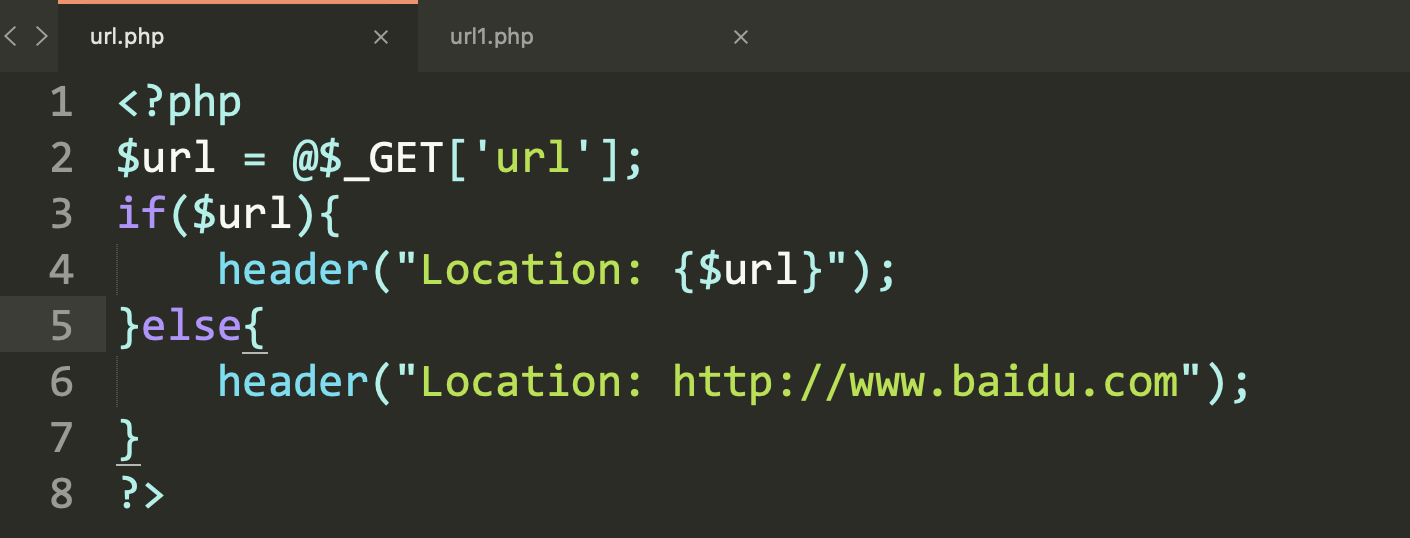 url.php × url1.php ×
1 <?php
2 $url = @$_GET['url'];
3 if($url){
4     header("Location: {$url}");
5 }else{
6     header("Location: http://www.baidu.com");
7 }
8 ?>